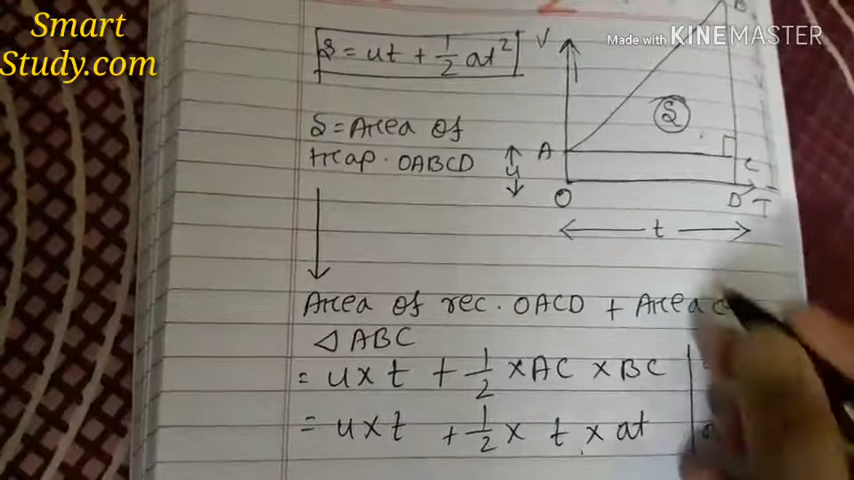 Smart
Study.com
Made with KINEMASTER
S = ut + 1/2 at²
V
B
S = Area of
trap. OABCD
u
A
S
C
O
D
T
t
Area of rec. OACD + Area
△ ABC
= u x t + 1/2 x AC x BC
= u x t + 1/2 x t x at